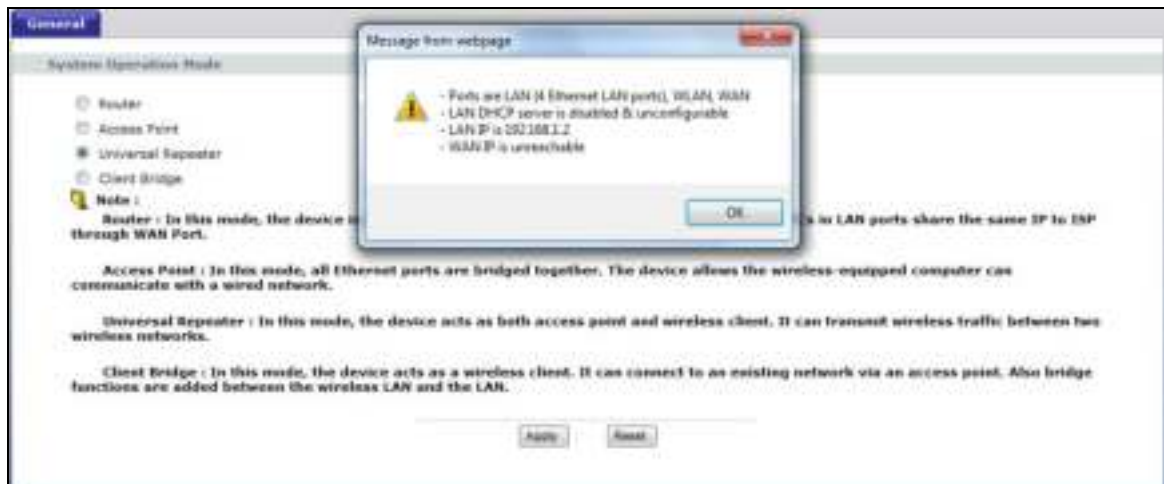 General
Message from webpage
System Operation Mode
- Ports are LAN (4 Ethernet LAN ports), WLAN, WAN
- LAN DHCP server is disabled & unconfigurable
- LAN IP is 192.168.1.2
- WAN IP is unreachable
Router
Access Point
Universal Repeater
Client Bridge
OK
Note :
Router : In this mode, the device in LAN ports share the same IP to ISP
through WAN Port.
Access Point : In this mode, all Ethernet ports are bridged together. The device allows the wireless-equipped computer can
communicate with a wired network.
Universal Repeater : In this mode, the device acts as both access point and wireless client. It can transmit wireless traffic between two
wireless networks.
Client Bridge : In this mode, the device acts as a wireless client. It can connect to an existing network via an access point. Also bridge
functions are added between the wireless LAN and the LAN.
Apply Reset